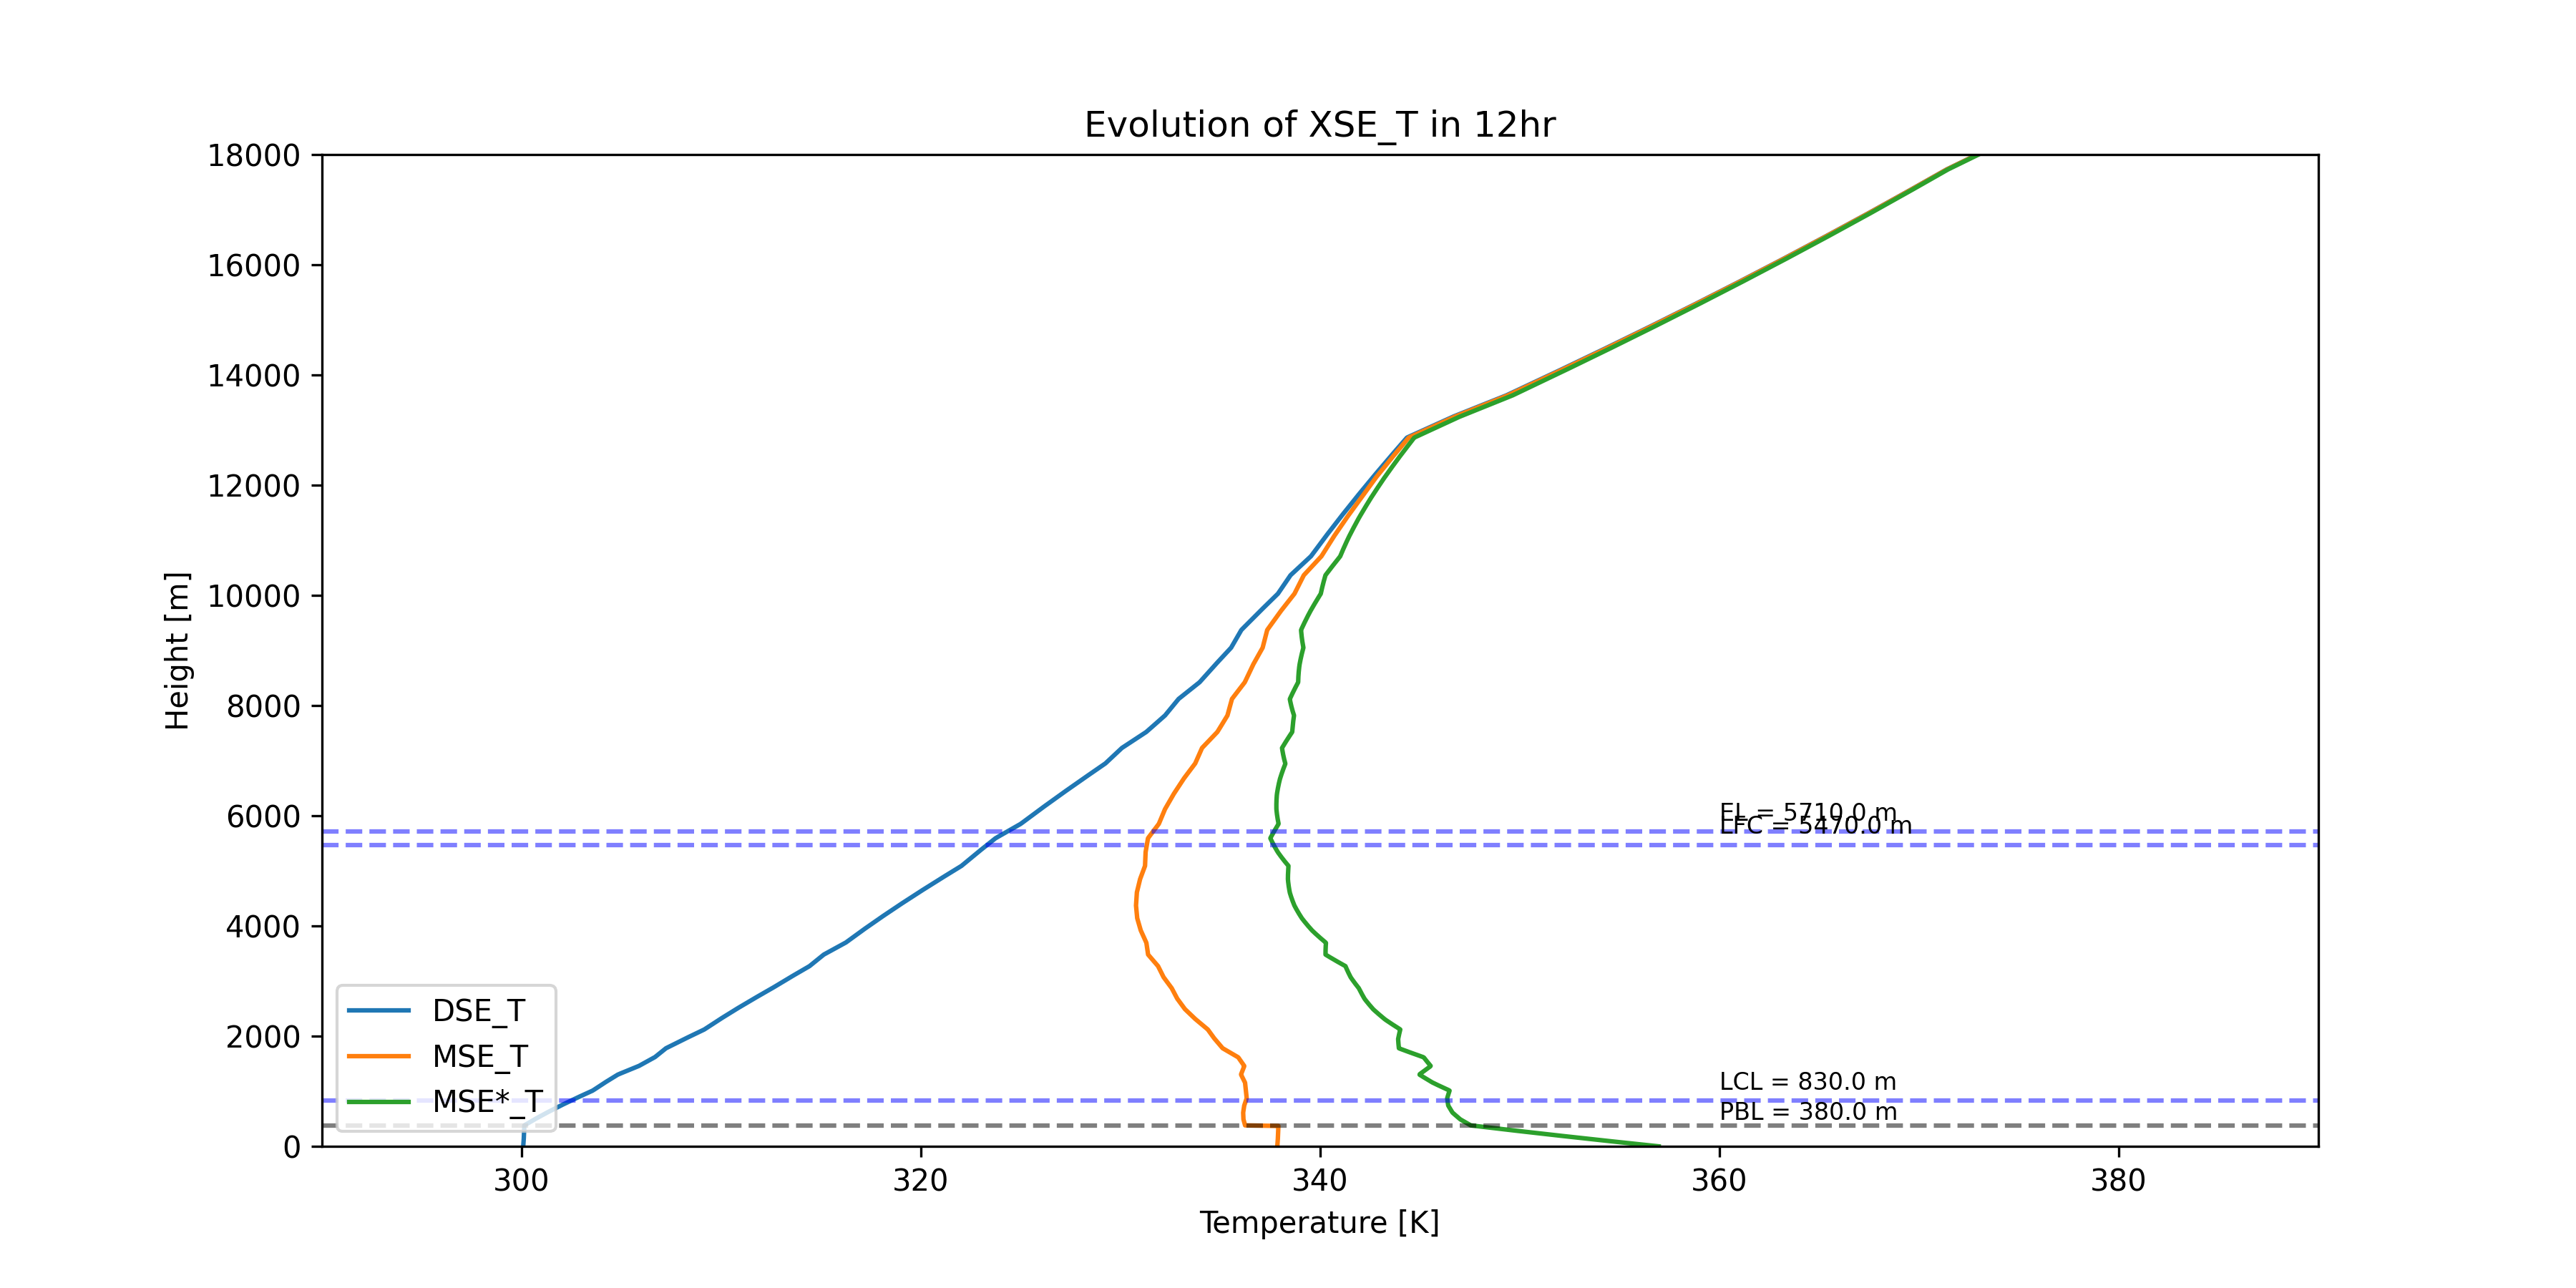 Evolution of XSE_T in 12hr
18000
16000
14000
12000
10000
8000
6000
4000
2000
0
Height [m]
EL = 5710.0 m
LFC = 5470.0 m
LCL = 830.0 m
PBL = 380.0 m
DSE_T
MSE_T
MSE*_T
300
320
340
360
380
Temperature [K]